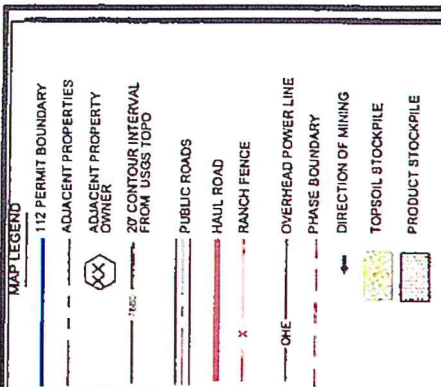 MAP LEGEND
112 PERMIT BOUNDARY
ADJACENT PROPERTIES
XX
ADJACENT PROPERTY
OWNER
20' CONTOUR INTERVAL
FROM USGS TOPO
PUBLIC ROADS
HAUL ROAD
X
RANCH FENCE
OHE
OVERHEAD POWER LINE
PHASE BOUNDARY
DIRECTION OF MINING
TOPSOIL STOCKPILE
PRODUCT STOCKPILE